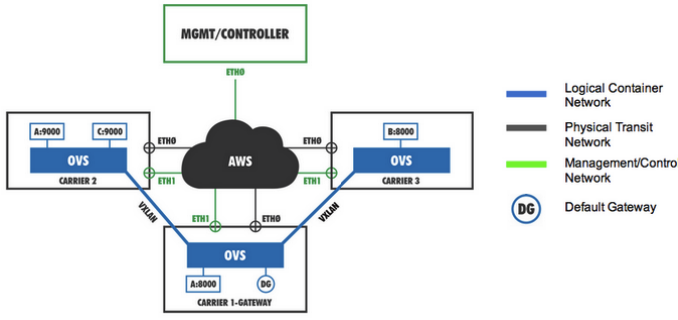 MGMT/CONTROLLER
ETH0
A:9000
C:9000
OVS
CARRIER 2
ETH0
ETH1
AWS
ETH0
ETH1
B:8000
OVS
CARRIER 3
VXLAN
VXLAN
ETH1
ETH0
OVS
A:8000
DG
CARRIER 1-GATEWAY
Logical Container
Network
Physical Transit
Network
Management/Contro
Network
DG
Default Gateway